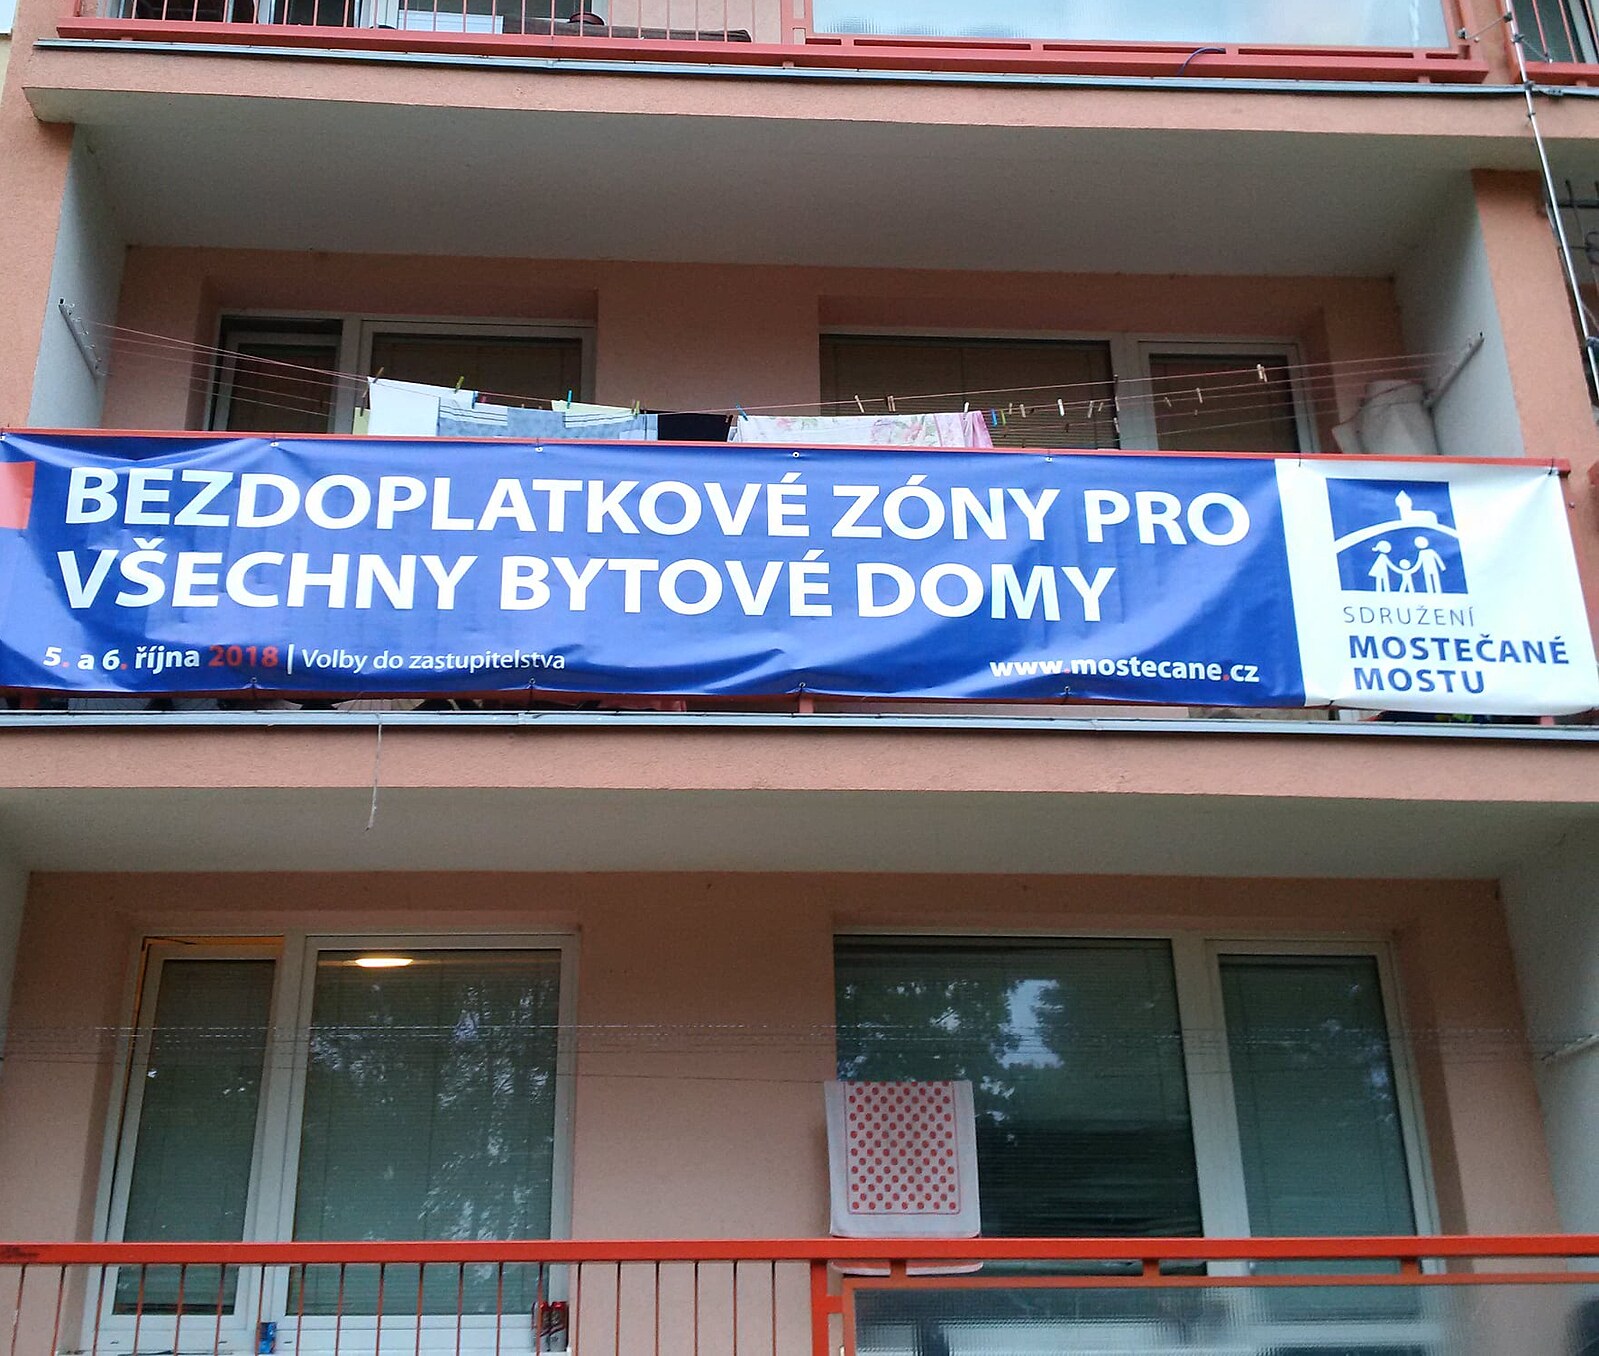 BEZDOPLATKOVÉ ZÓNY PRO
VŠECHNY BYTOVÉ DOMY
5. a 6. října 2018 | Volby do zastupitelstva
www.mostecane.cz
SDRUŽENÍ
MOSTEČANÉ
MOSTU